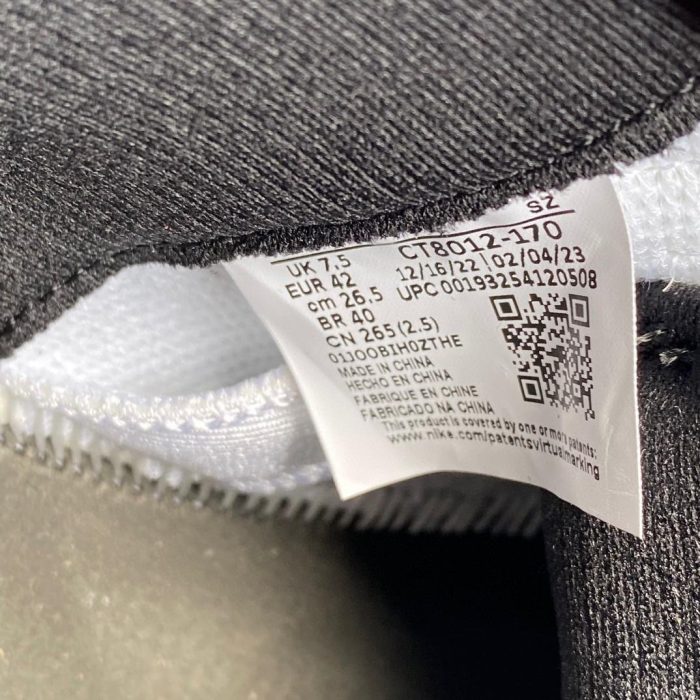 SZ
UK 7.5 CT8012-170
EUR 42 12/16/22 \ 02/04/23
cm 26.5 UPC 00193254120508
BR 40
CN 265 (2.5)
01JOOBIH0ZTHE
MADE IN CHINA
HECHO EN CHINA
FABRIQUE EN CHINE
FABRICADO NA CHINA
This product is covered by one or more patents:
www.nike.com/patentsvirtualmarking